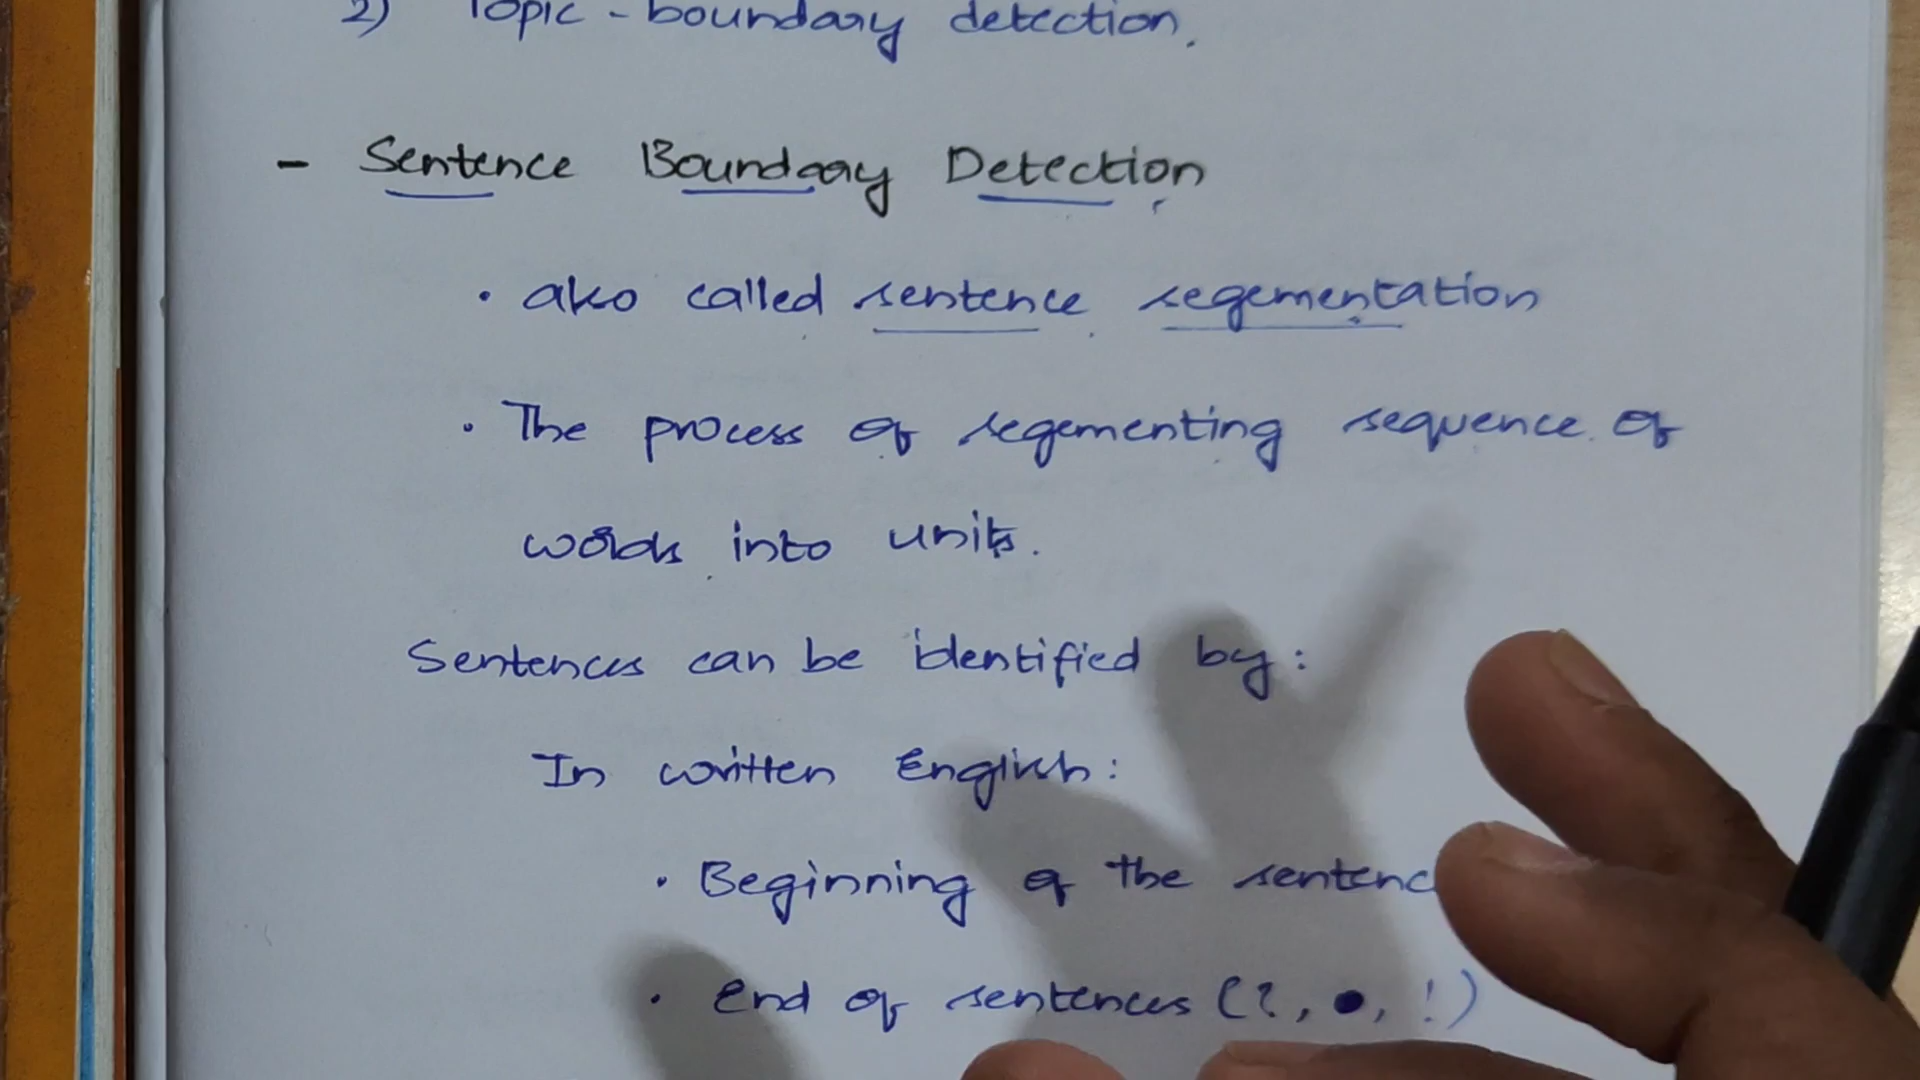 2) Topic - boundary detection.
- Sentence Boundary Detection
• also called sentence segementation
• The process of segementing sequence of
words into units.
Sentences can be identified by:
In written English:
• Beginning of the sentenc
• End of sentences (?, ●, !)